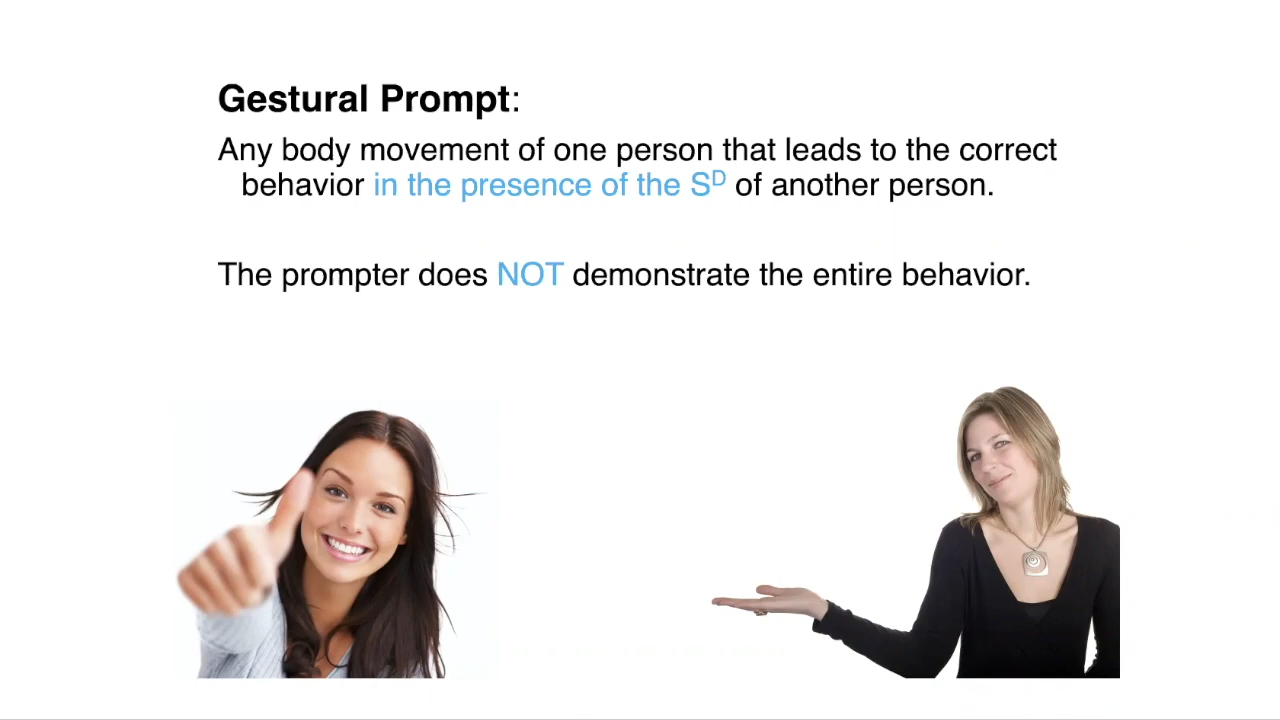 Gestural Prompt:
Any body movement of one person that leads to the correct
behavior in the presence of the Sᴰ of another person.
The prompter does NOT demonstrate the entire behavior.